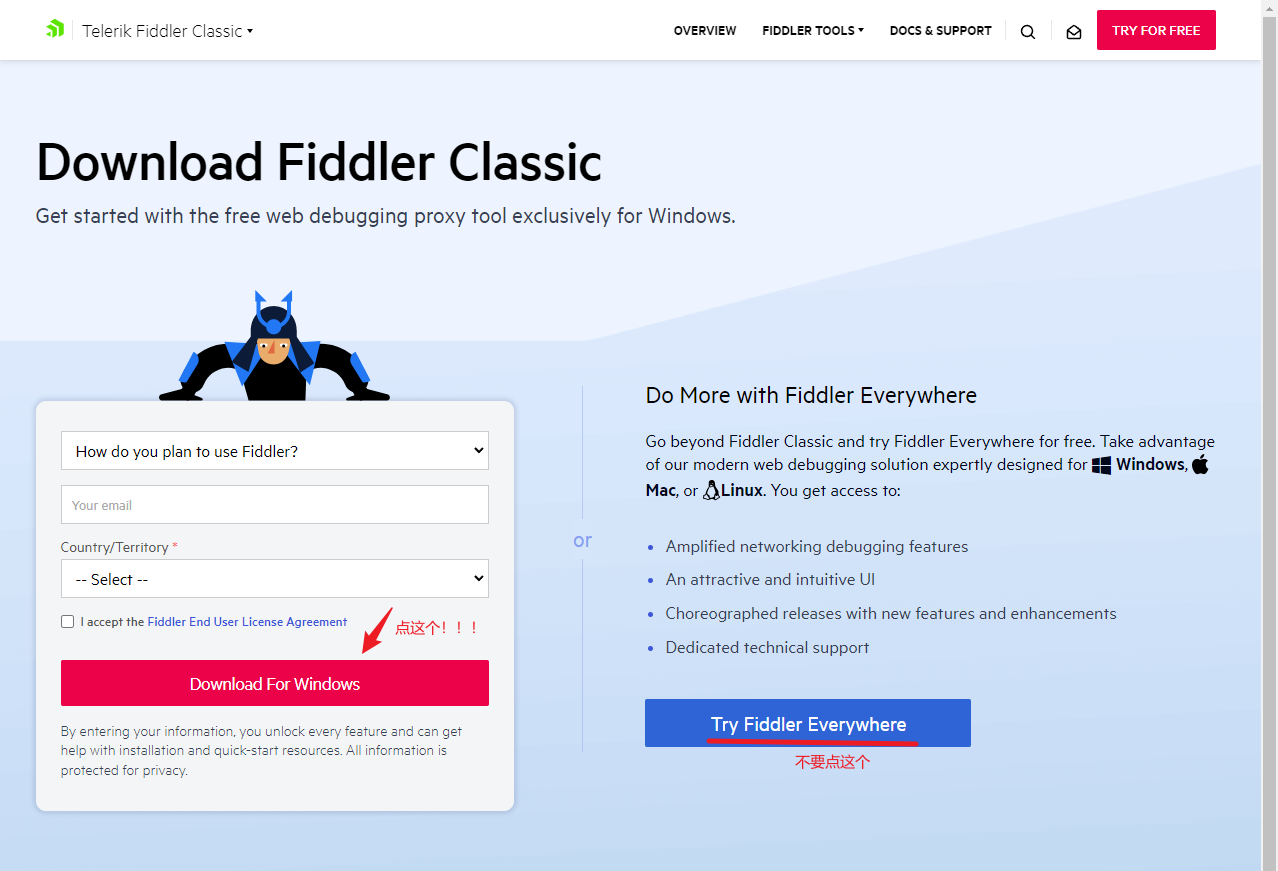 Telerik Fiddler Classic
OVERVIEW
FIDDLER TOOLS
DOCS & SUPPORT
TRY FOR FREE
Download Fiddler Classic
Get started with the free web debugging proxy tool exclusively for Windows.
How do you plan to use Fiddler?
Your email
Country/Territory *
-- Select --
I accept the Fiddler End User License Agreement
点这个！！！
Download For Windows
By entering your information, you unlock every feature and can get
help with installation and quick-start resources. All information is
protected for privacy.
or
Do More with Fiddler Everywhere
Go beyond Fiddler Classic and try Fiddler Everywhere for free. Take advantage
of our modern web debugging solution expertly designed for Windows,
Mac, or Linux. You get access to:
Amplified networking debugging features
An attractive and intuitive UI
Choreographed releases with new features and enhancements
Dedicated technical support
Try Fiddler Everywhere
不要点这个